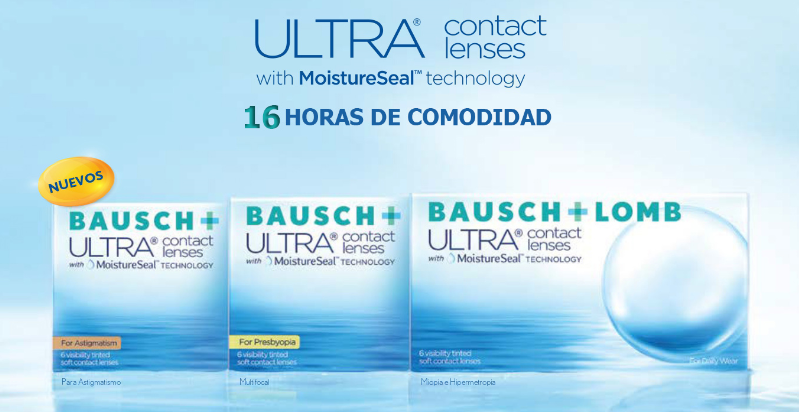 ULTRA® contact lenses
with MoistureSeal™ technology
16 HORAS DE COMODIDAD
NUEVOS
BAUSCH +
ULTRA® contact lenses
with MoistureSeal™ TECHNOLOGY
For Astigmatism
6 visibility tinted
soft contact lenses
Para Astigmatismo
BAUSCH +
ULTRA® contact lenses
with MoistureSeal™ TECHNOLOGY
For Presbyopia
6 visibility tinted
soft contact lenses
Multifocal
BAUSCH + LOMB
ULTRA® contact lenses
with MoistureSeal™ TECHNOLOGY
6 visibility tinted
soft contact lenses
For Daily Wear
Miopia e Hipermetropía